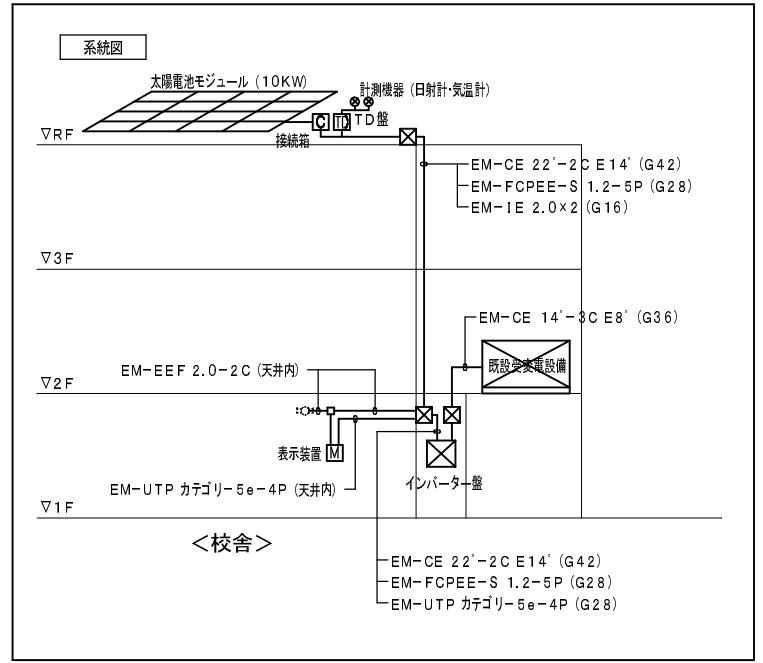 系統図
太陽電池モジュール (10KW)
計測機器 (日射計・気温計)
C
TD
TD盤
接続箱
▽RF
EM-CE 22°-2C E14° (G42)
EM-FCPEE-S 1.2-5P (G28)
EM-IE 2.0×2 (G16)
▽3F
EM-CE 14°-3C E8° (G36)
既設受変電設備
EM-EEF 2.0-2C (天井内)
▽2F
表示装置
M
インバーター盤
EM-UTP カテゴリー5e-4P (天井内)
▽1F
<校舎>
EM-CE 22°-2C E14° (G42)
EM-FCPEE-S 1.2-5P (G28)
EM-UTP カテゴリー5e-4P (G28)